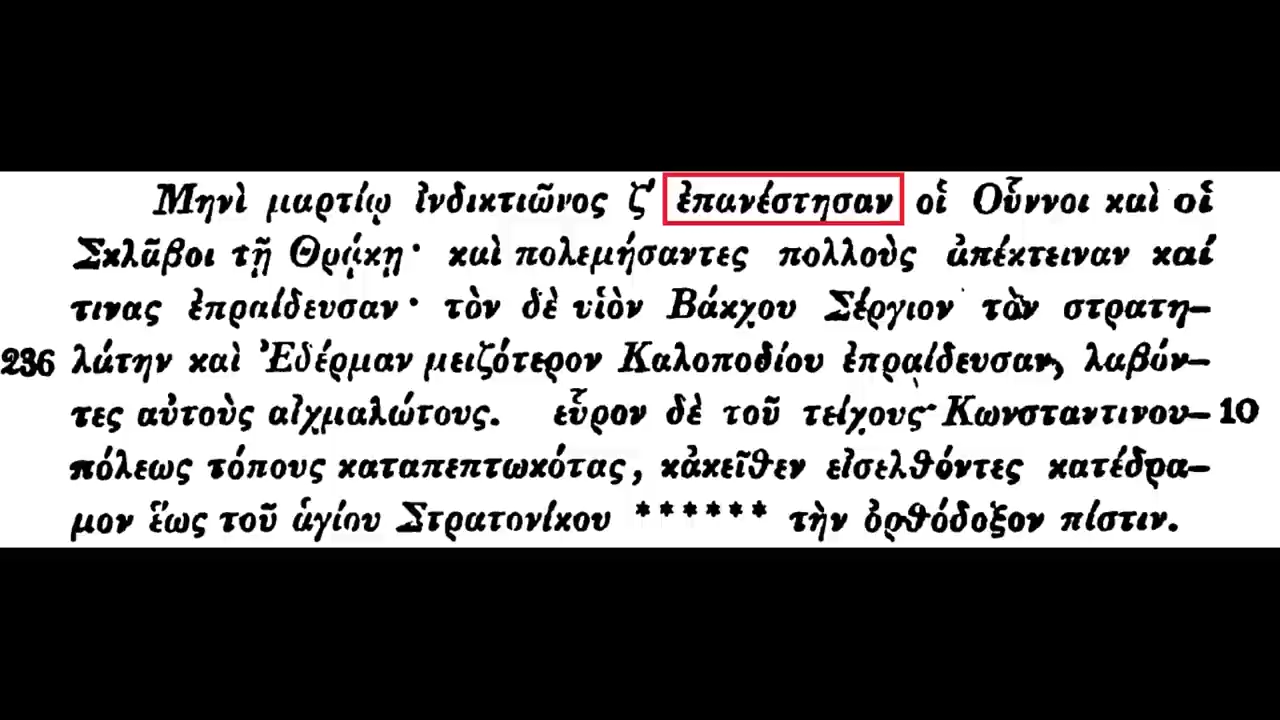 Μηνὶ μαρτίῳ ἰνδικτιῶνος ζ′ ἐπανέστησαν οἱ Οὖννοι καὶ οἱ
Σκλᾶβοι τῇ Θρᾴκῃ· καὶ πολεμήσαντες πολλοὺς ἀπέκτειναν καί
τινας ἐπραίδευσαν· τὸν δὲ υἱὸν Βάκχου Σέργιον τὸν στρατη–
236 λάτην καὶ Ἐδέρμαν μειζότερον Καλοποδίου ἐπραίδευσαν, λαβόν–
τες αὐτοὺς αἰχμαλώτους. εὗρον δὲ τοῦ τείχους Κωνσταντινου– 10
πόλεως τόπους καταπεπτωκότας, κἀκεῖθεν εἰσελθόντες κατέδρα–
μον ἕως τοῦ ἁγίου Στρατονίκου ****** τὴν ὀρθόδοξον πίστιν.